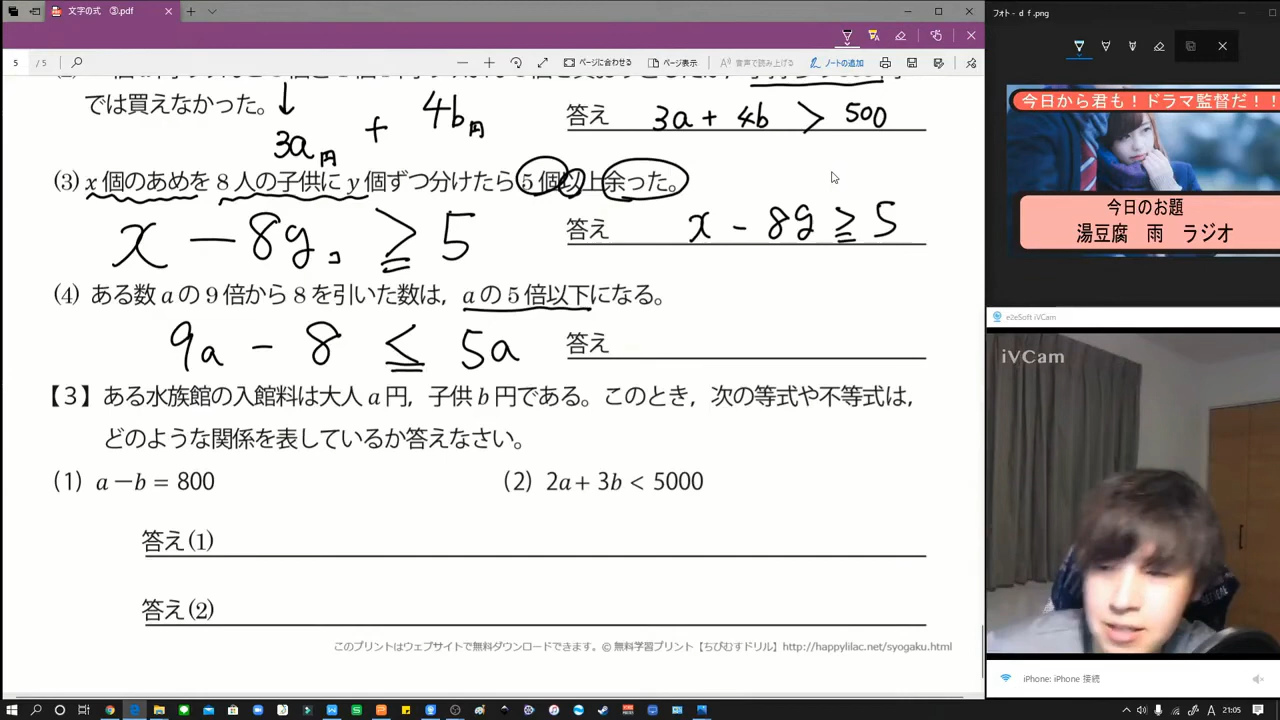 文字の式 ③.pdf
5 / 5
ページに合わせる
ページ表示
音声で読み上げる
ノートの追加
では買えなかった。
3a円 + 4b円
答え 3a + 4b > 500
(3) x個のあめを 8 人の子供に y 個ずつ分けたら 5 個以上余った。
x − 8y ≧ 5
答え x − 8y ≧ 5
(4) ある数 a の 9 倍から 8 を引いた数は, a の 5 倍以下になる。
9a − 8 ≦ 5a
答え
【3】ある水族館の入館料は大人 a 円, 子供 b 円である。このとき, 次の等式や不等式は,
どのような関係を表しているか答えなさい。
(1) a−b = 800
(2) 2a+ 3b < 5000
答え(1)
答え(2)
このプリントはウェブサイトで無料ダウンロードできます。© 無料学習プリント【ちびむすドリル】http://happylilac.net/syogaku.html
フォト - d f.png
今日から君も！ドラマ監督だ！！！
今日のお題
湯豆腐 雨 ラジオ
e2eSoft iVCam
iVCam
iPhone: iPhone 接続
A 21:05